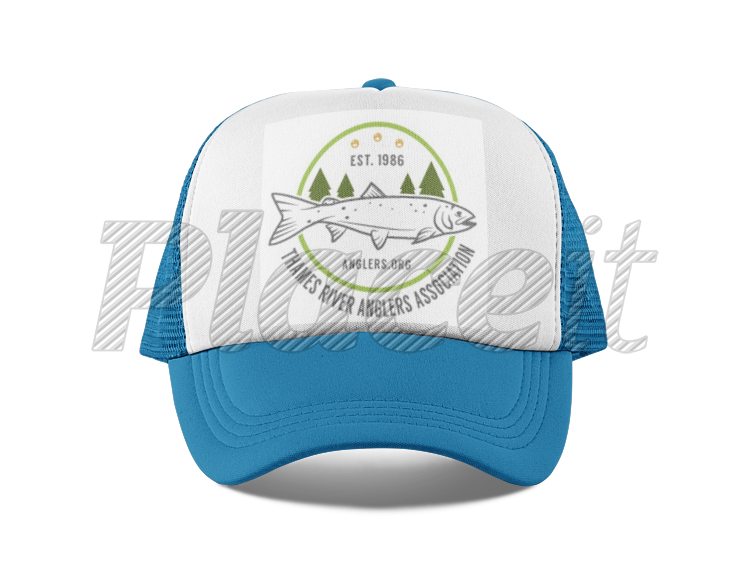 EST. 1986
ANGLERS.ORG
THAMES RIVER ANGLERS ASSOCIATION
Placeit